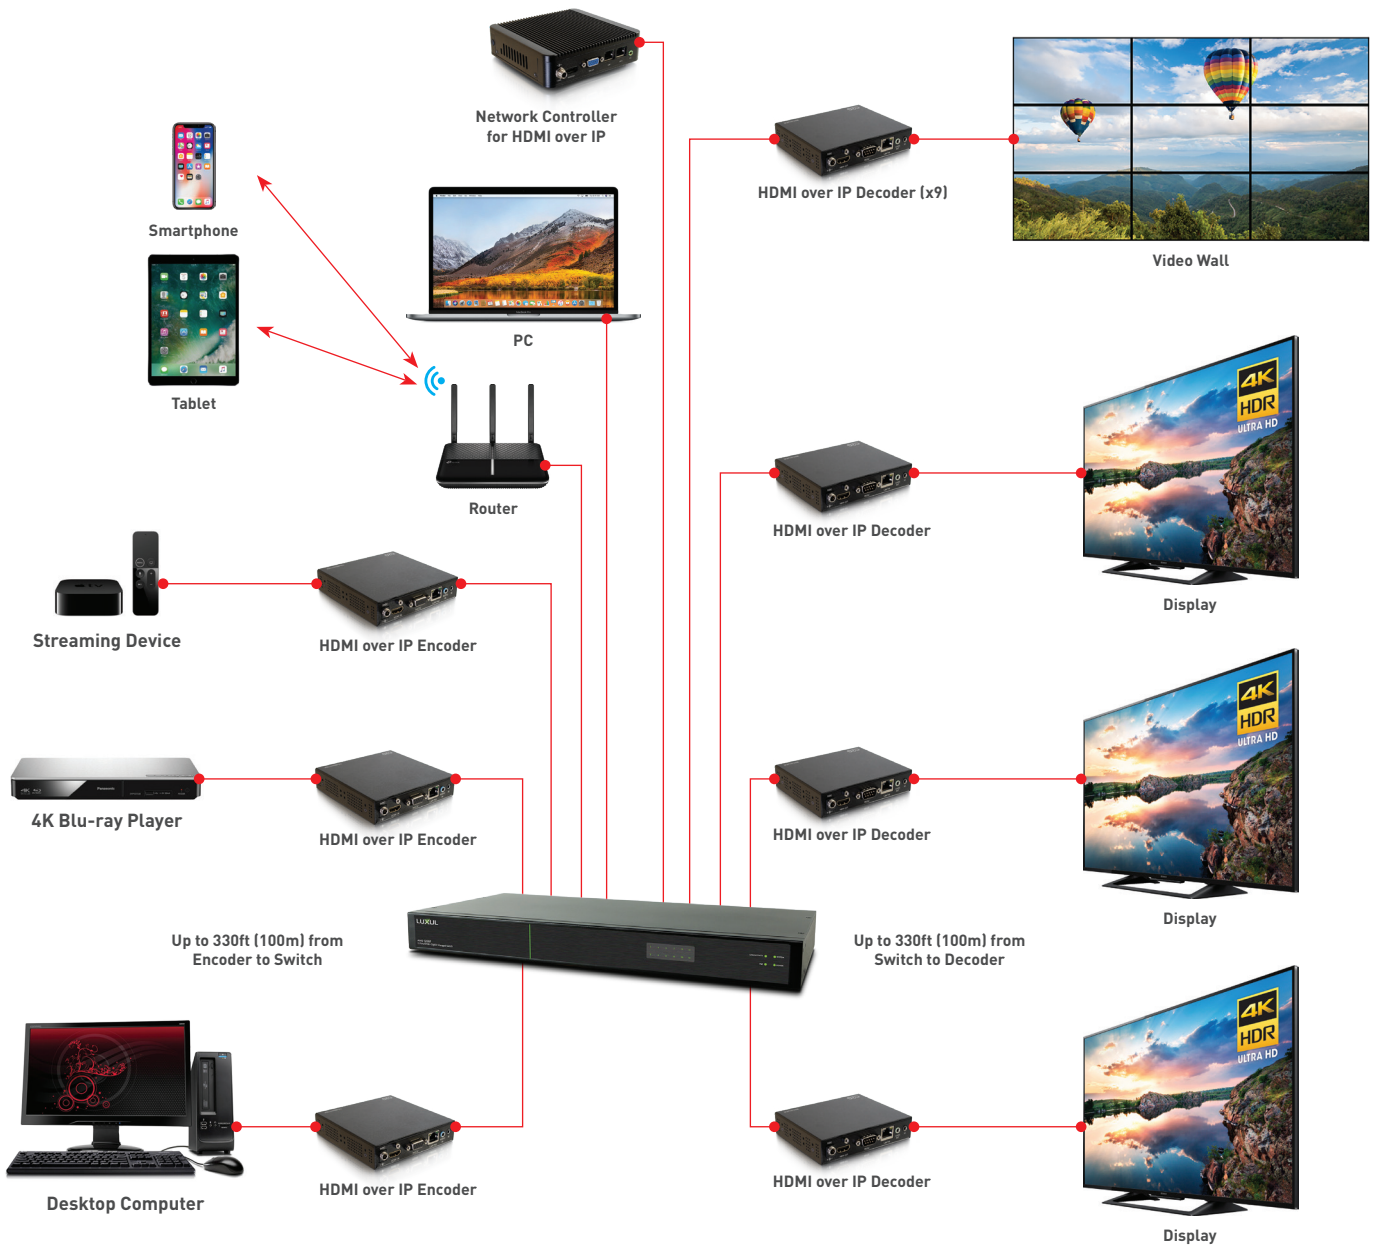 Network Controller
for HDMI over IP
HDMI over IP Decoder (x9)
Video Wall
Smartphone
PC
Tablet
4K
HDR
ULTRA HD
Router
HDMI over IP Decoder
Display
Streaming Device
HDMI over IP Encoder
4K
HDR
ULTRA HD
Panasonic
4K Blu-ray Player
HDMI over IP Encoder
HDMI over IP Decoder
Display
LUXUL
Up to 330ft (100m) from
Encoder to Switch
Up to 330ft (100m) from
Switch to Decoder
4K
HDR
ULTRA HD
Desktop Computer
HDMI over IP Encoder
HDMI over IP Decoder
Display